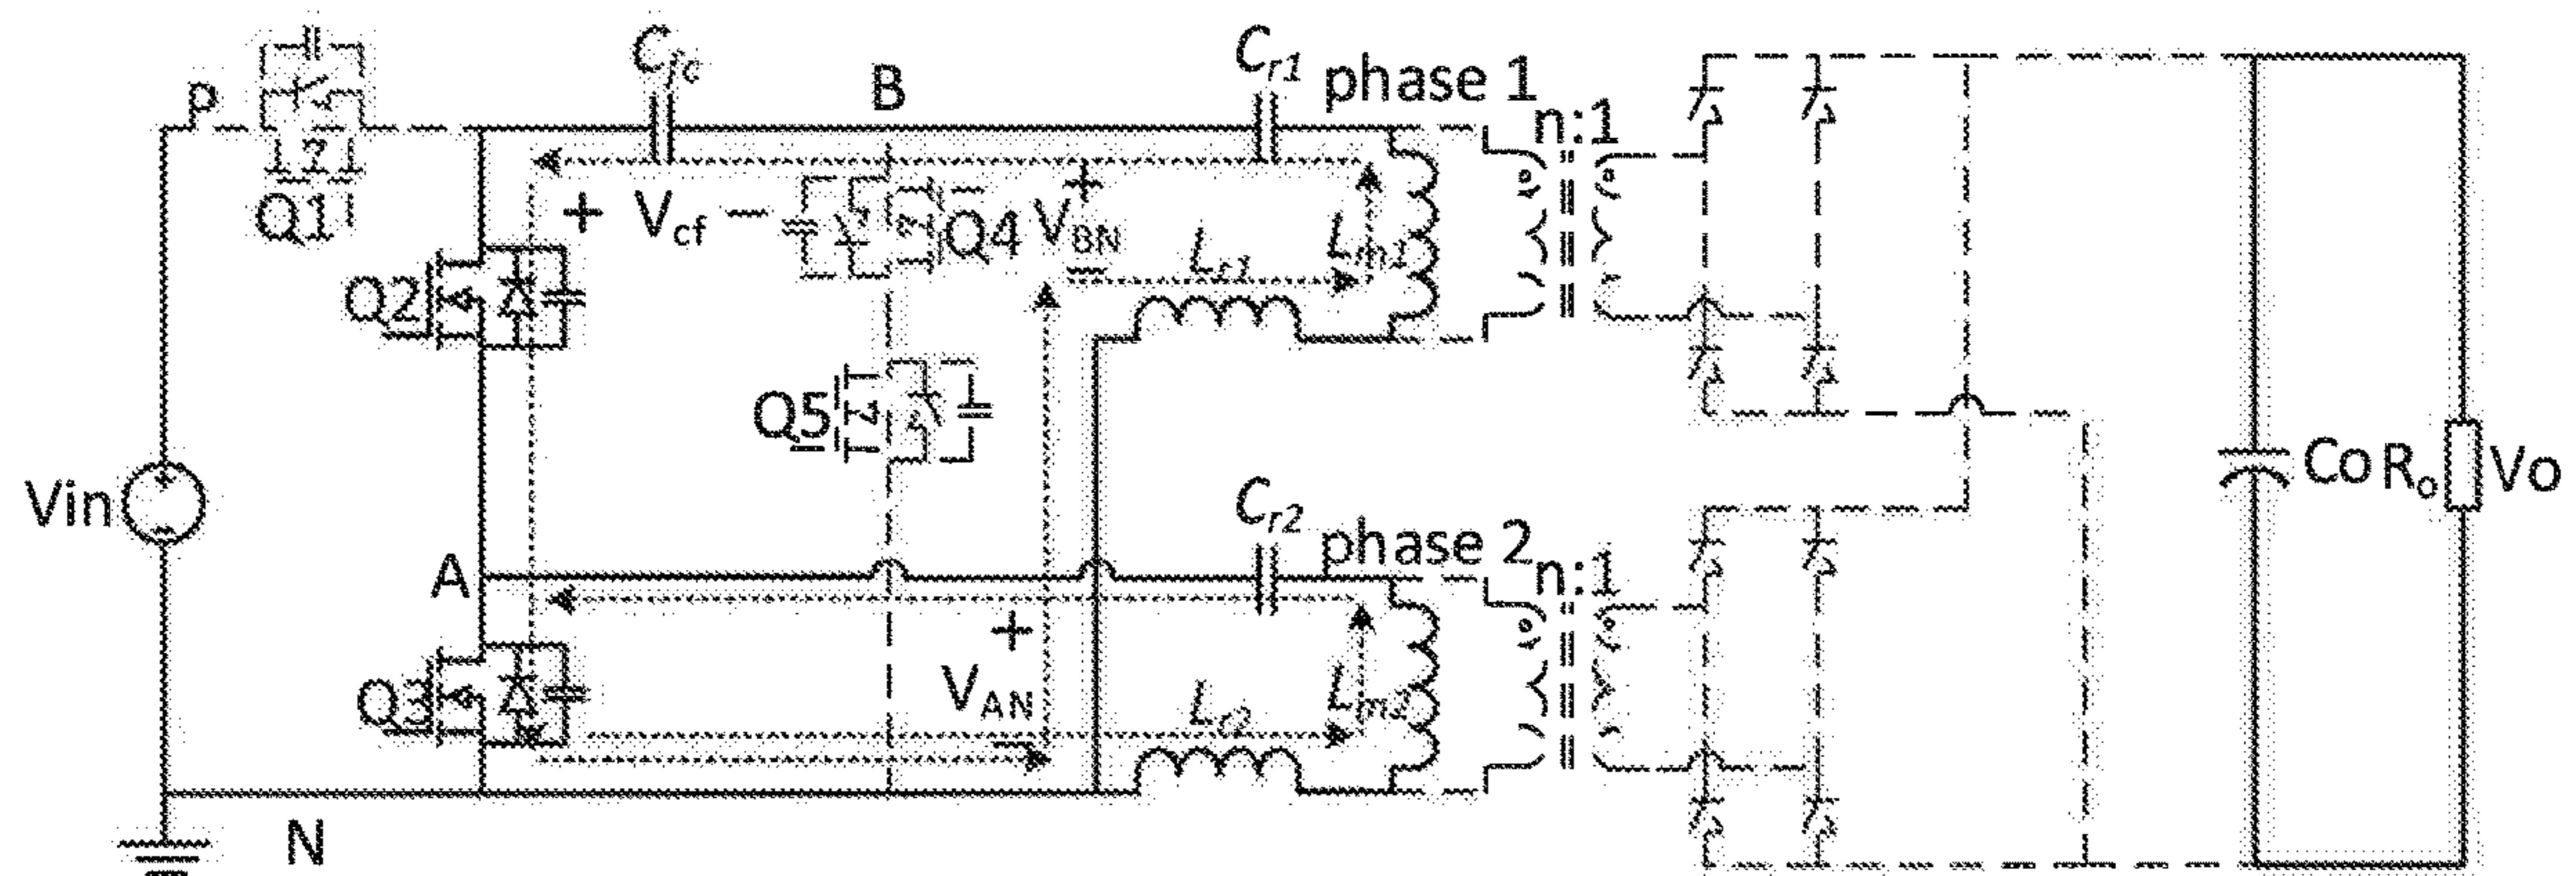 P
Q1
Cfc
B
Cr1
phase 1
n:1
+ Vcf −
Q4
+
VBN
−
Lr1
Lm1
Q2
Q5
Vin
A
Cr2
phase 2
n:1
Co
Ro
Vo
Q3
+
VAN
−
Lr2
Lm2
N